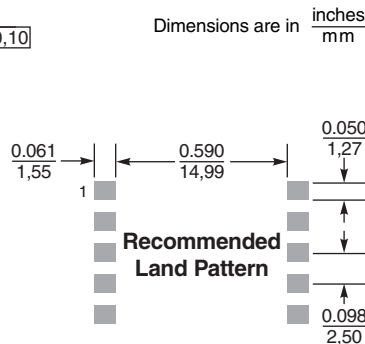 Dimensions are in inches
mm
0,10
0.061
1,55
0.590
14,99
0.050
1,27
1
Recommended
Land Pattern
0.098
2,50